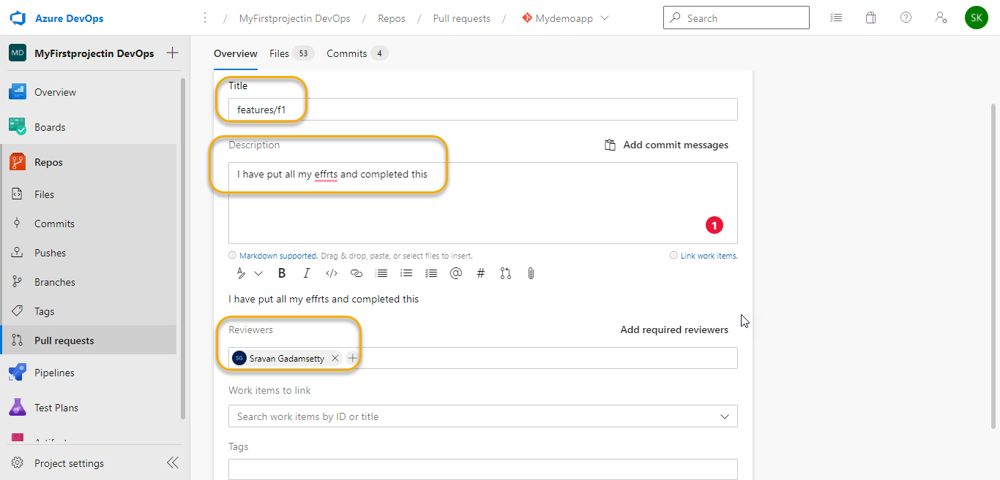 Azure DevOps
/ MyFirstprojectin DevOps / Repos / Pull requests / Mydemoapp
Search
SK
MD MyFirstprojectin DevOps
Overview
Boards
Repos
Files
Commits
Pushes
Branches
Tags
Pull requests
Pipelines
Test Plans
Project settings
Overview Files 53 Commits 4
Title
features/f1
Description
Add commit messages
I have put all my effrts and completed this
1
Markdown supported. Drag & drop, paste, or select files to insert.
Link work items.
B I </> @ #
I have put all my effrts and completed this
Reviewers
Add required reviewers
SG Sravan Gadamsetty
Work items to link
Search work items by ID or title
Tags